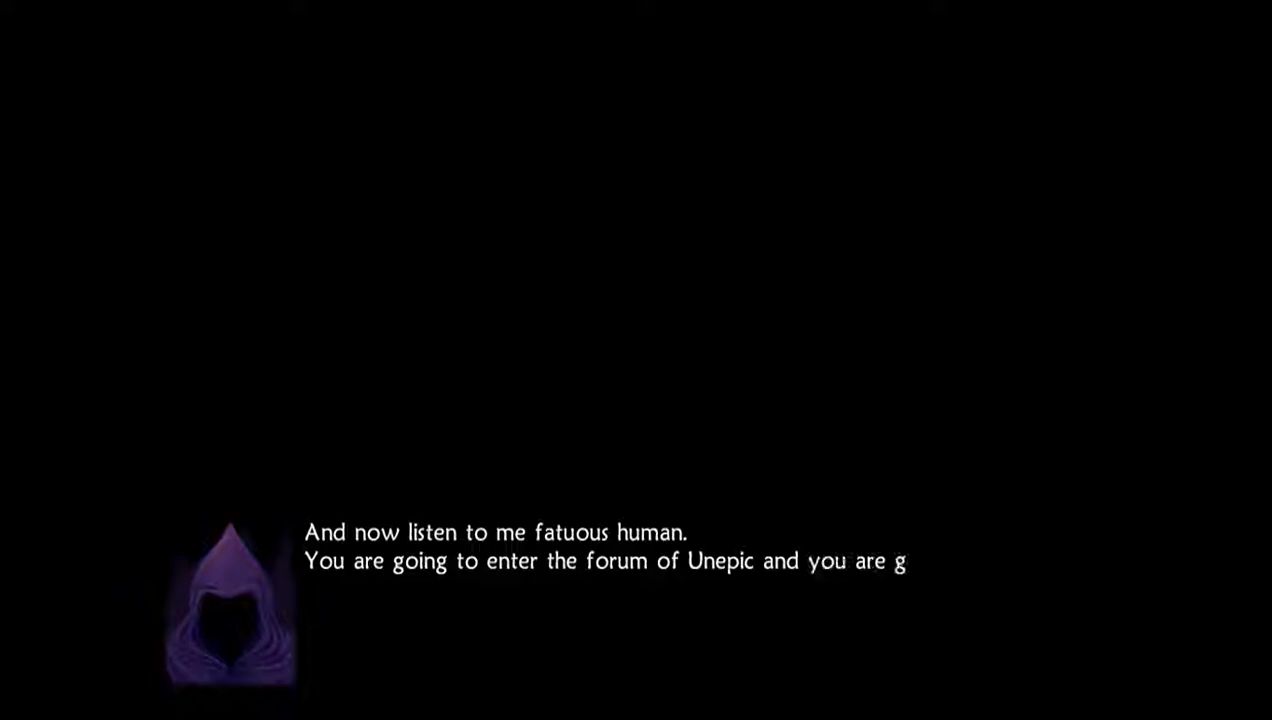 And now listen to me fatuous human.
You are going to enter the forum of Unepic and you are g